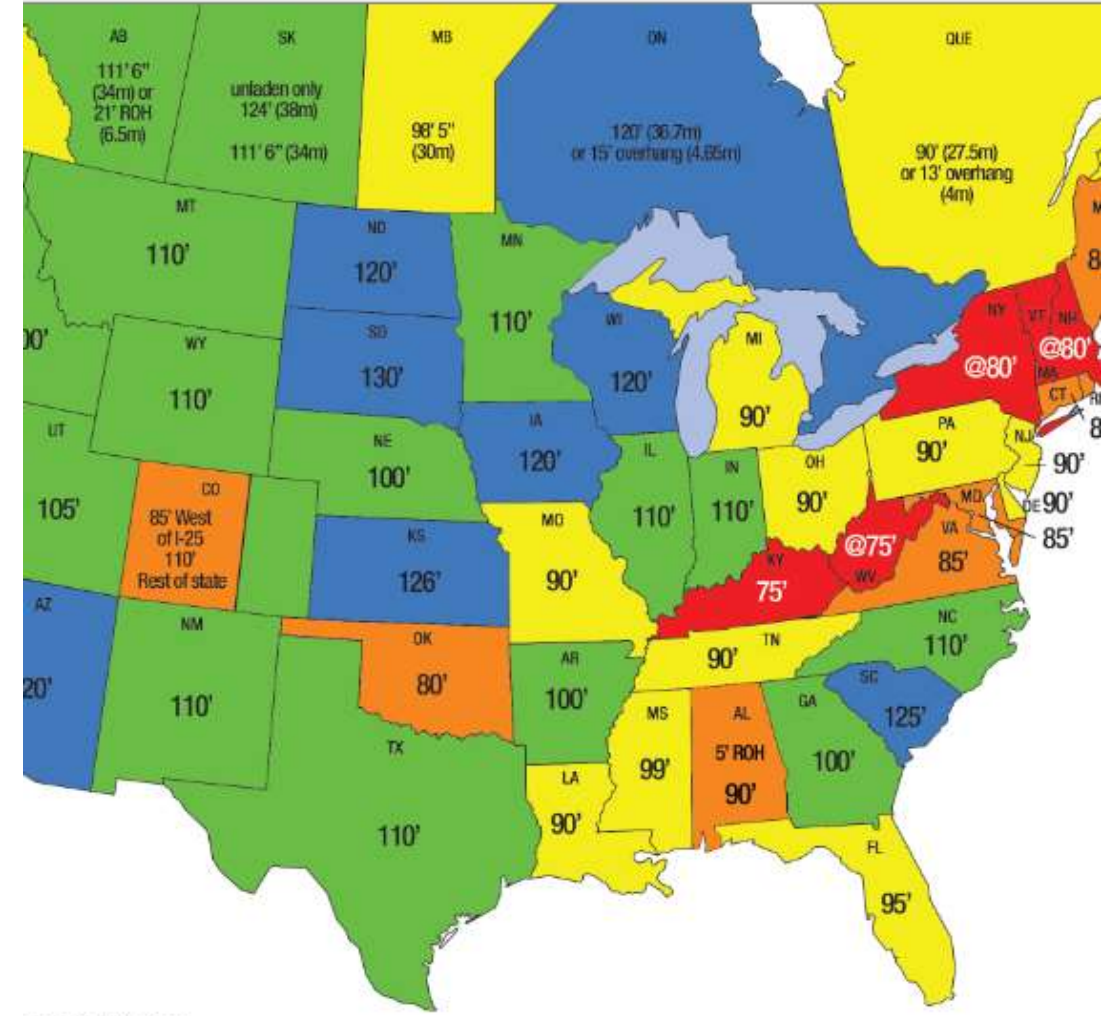 AB
111' 6"
(34m) or
21' ROH
(6.5m)
SK
unladen only
124' (38m)
111' 6" (34m)
MB
98' 5"
(30m)
ON
120' (36.7m)
or 15' overhang (4.65m)
QUE
90' (27.5m)
or 13' overhang
(4m)
MT
110'
ND
120'
MN
110'
SD
130'
WY
110'
WI
120'
MI
90'
NY
@80'
VT
NH
@80'
MA
CT
UT
105'
CO
85' West
of I-25
110'
Rest of state
NE
100'
IA
120'
IL
110'
IN
110'
OH
90'
PA
90'
NJ
90'
DE
90'
MD
85'
KS
126'
MO
90'
KY
75'
@75'
WV
VA
85'
AZ
NM
110'
OK
80'
AR
100'
TN
90'
NC
110'
SC
125'
TX
110'
LA
90'
MS
99'
AL
5' ROH
90'
GA
100'
FL
95'